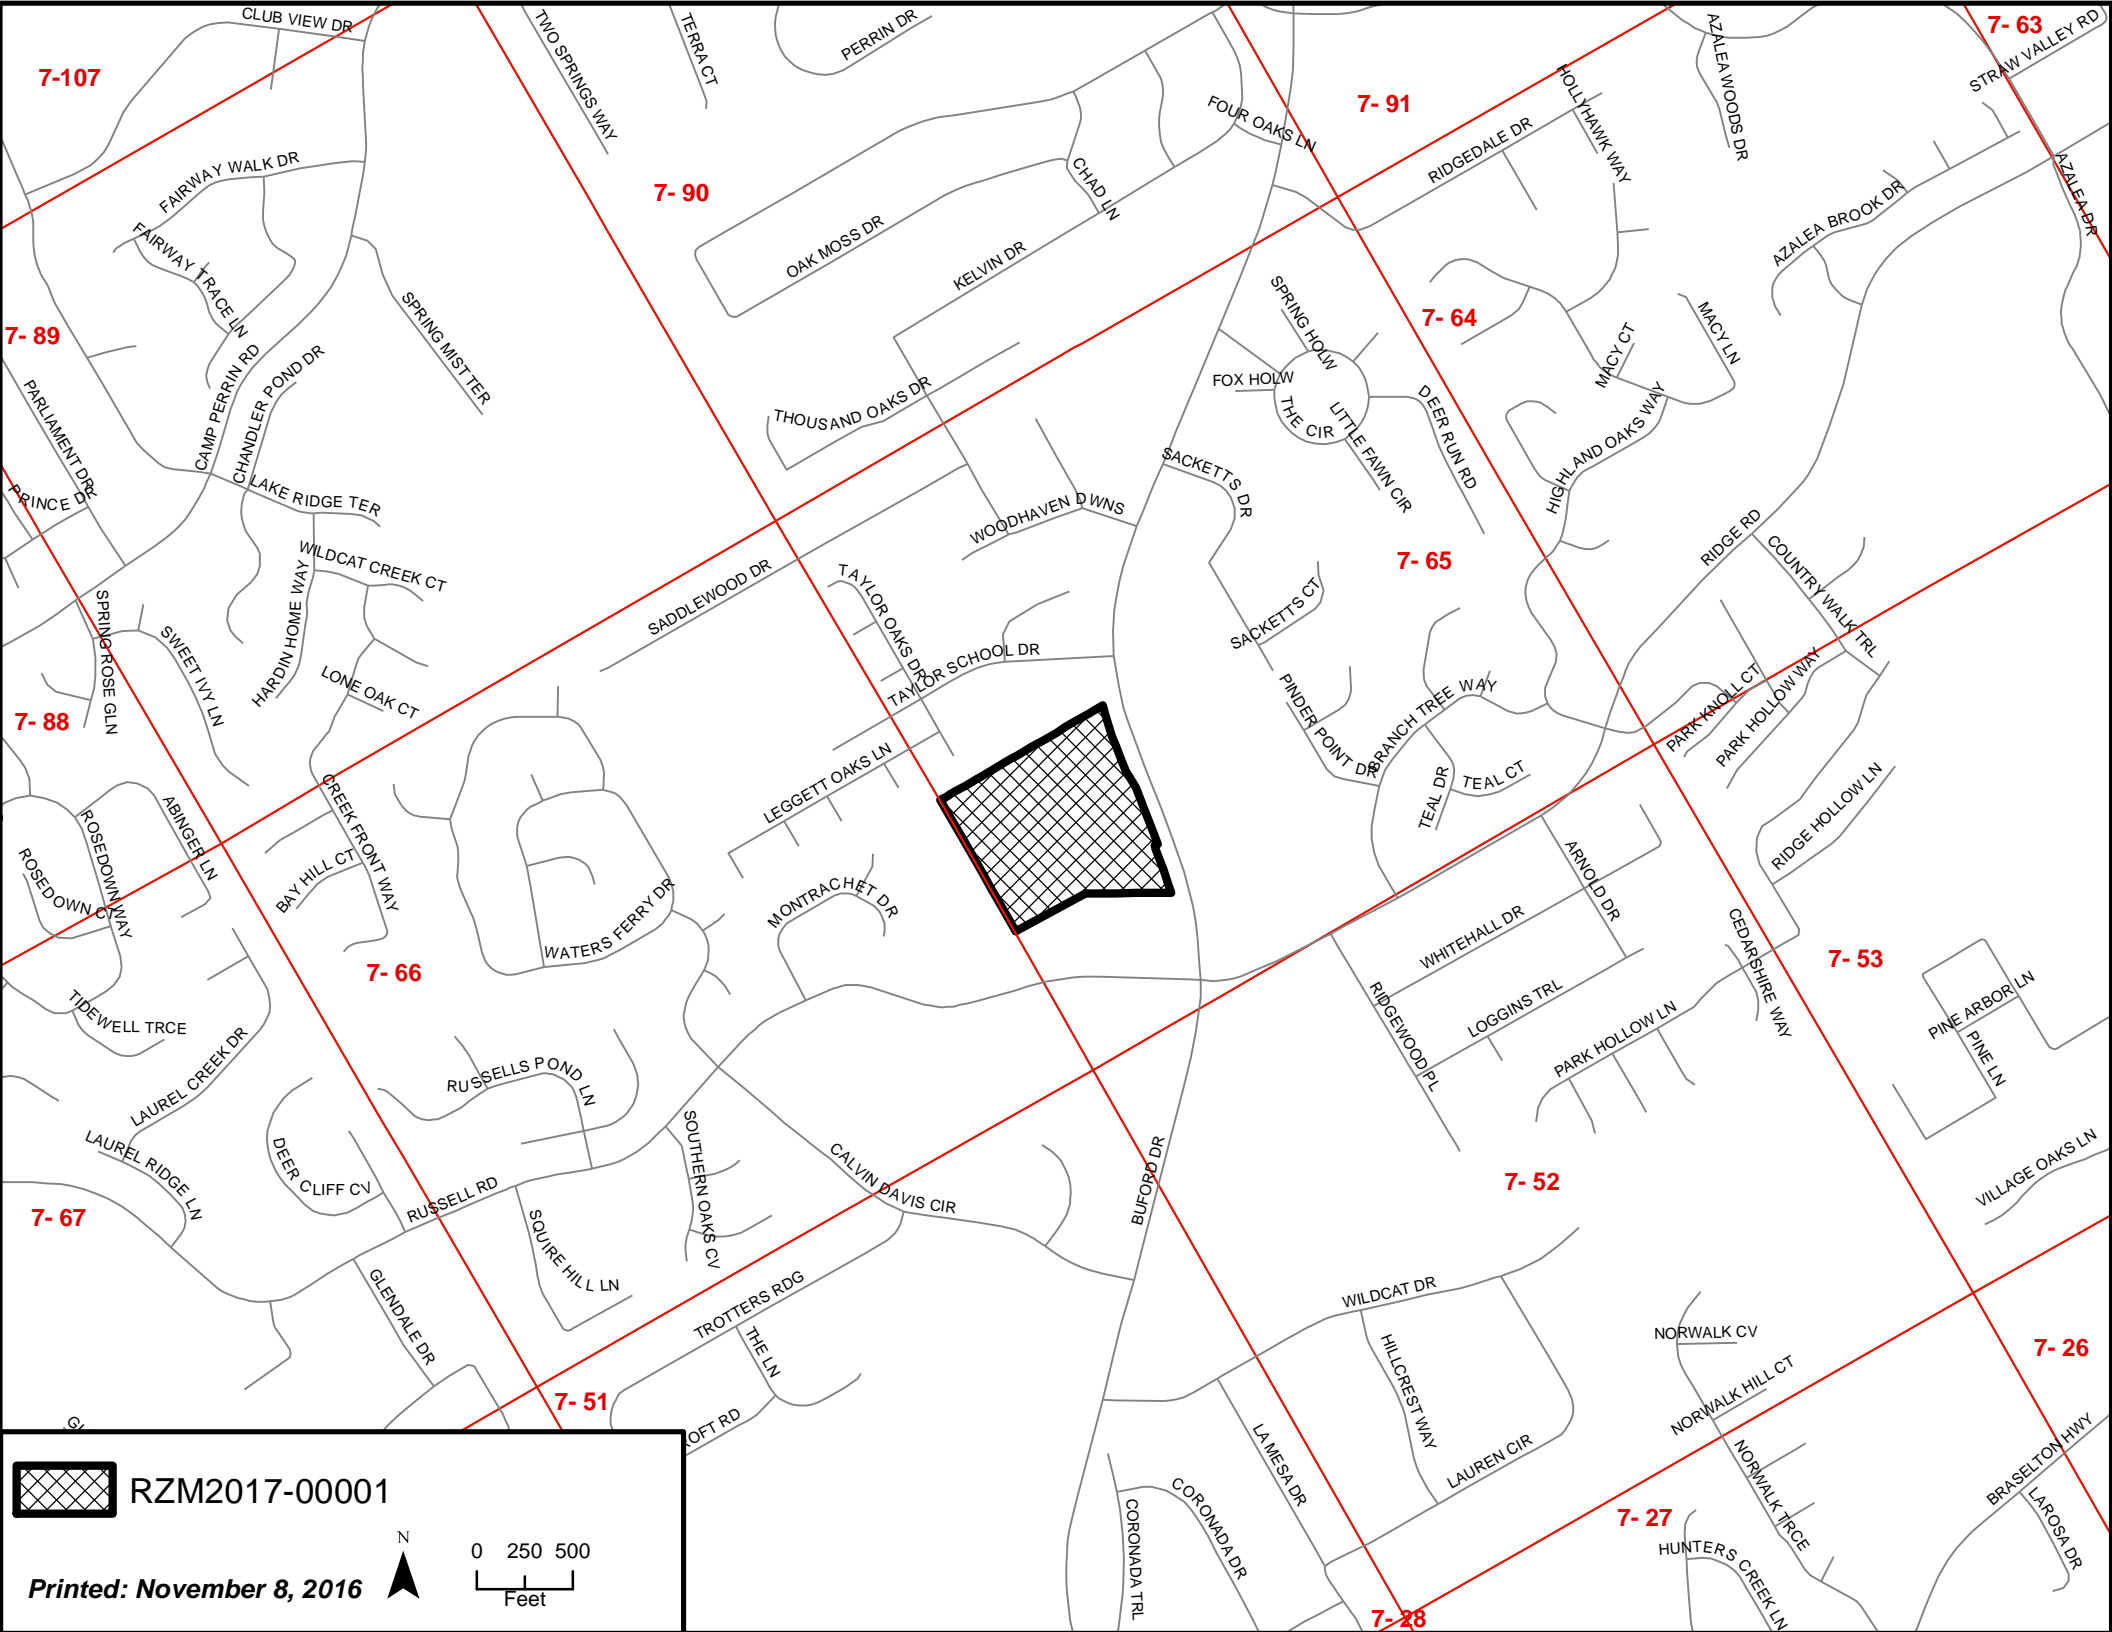 CLUB VIEW DR
TWO SPRINGS WAY
TERRA CT
PERRIN DR
AZALEA WOODS DR
7- 63
STRAW VALLEY RD
7-107
7- 91
FOUR OAKS LN
HOLLYHAWK WAY
RIDGEDALE DR
FAIRWAY WALK DR
7- 90
CHAD LN
AZALEA DR
AZALEA BROOK DR
FAIRWAY TRACE LN
OAK MOSS DR
KELVIN DR
SPRING MIST TER
SPRING HOLW
7- 64
MACY CT
MACY LN
7- 89
CAMP PERRIN RD
CHANDLER POND DR
PARLIAMENT DR
THOUSAND OAKS DR
FOX HOLW
THE CIR
LITTLE FAWN CIR
DEER RUN RD
HIGHLAND OAKS WAY
PRINCE DR
LAKE RIDGE TER
SACKETTS DR
WOODHAVEN DWNS
RIDGE RD
COUNTRY WALK TRL
7- 65
WILDCAT CREEK CT
HARDIN HOME WAY
SADDLEWOOD DR
TAYLOR OAKS DR
SACKETTS CT
SPRING ROSE GLN
SWEET IVY LN
LONE OAK CT
TAYLOR SCHOOL DR
PINDER POINT DR
BRANCH TREE WAY
PARK KNOLL CT
PARK HOLLOW WAY
7- 88
LEGGETT OAKS LN
TEAL DR
TEAL CT
RIDGE HOLLOW LN
ABINGER LN
CREEK FRONT WAY
ROSEDOWN WAY
ROSEDOWN CT
BAY HILL CT
MONTRACHET DR
ARNOLD DR
WATERS FERRY DR
WHITEHALL DR
CEDARSHIRE WAY
7- 53
7- 66
TIDEWELL TRCE
RIDGEWOOD PL
LOGGINS TRL
PARK HOLLOW LN
PINE ARBOR LN
PINE LN
LAUREL CREEK DR
RUSSELLS POND LN
SOUTHERN OAKS CV
LAUREL RIDGE LN
DEER CLIFF CV
CALVIN DAVIS CIR
BUFORD DR
7- 52
VILLAGE OAKS LN
7- 67
RUSSELL RD
SQUIRE HILL LN
GLENDALE DR
TROTTERS RDG
THE LN
WILDCAT DR
HILLCREST WAY
NORWALK CV
NORWALK HILL CT
7- 26
7- 51
OFT RD
LA MESA DR
LAUREN CIR
NORWALK TRCE
BRASELTON HWY
LAROSA DR
CORONADA TRL
CORONADA DR
7- 27
HUNTERS CREEK LN
7- 28
RZM2017-00001
N
0 250 500
Feet
Printed: November 8, 2016